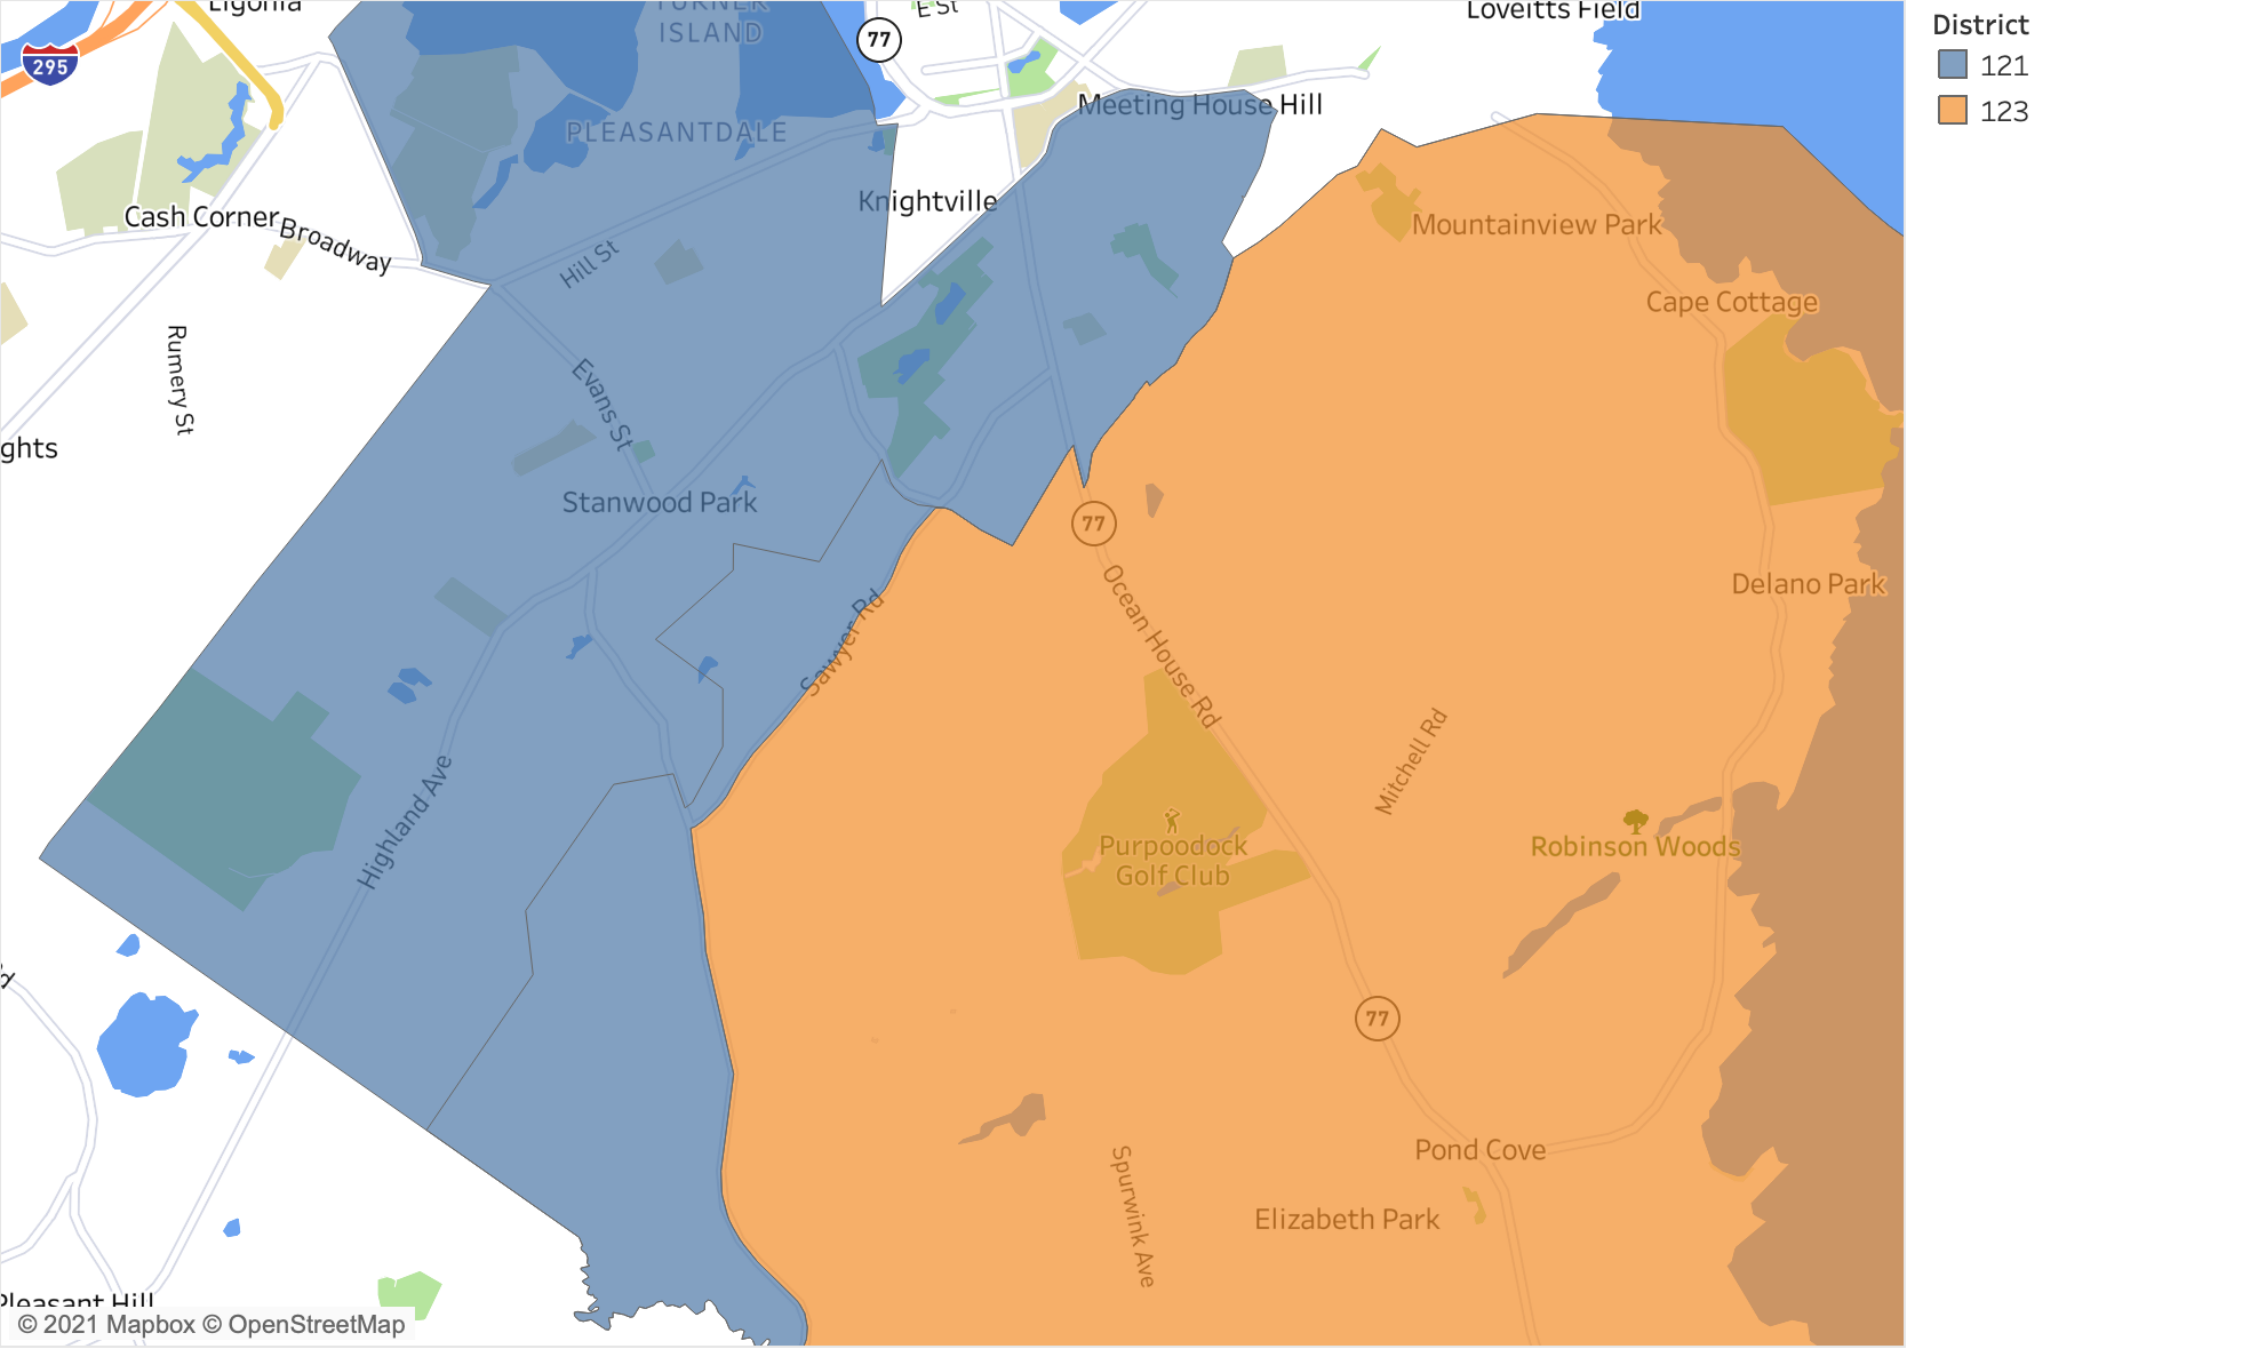 Ligonia
TURNER
ISLAND
E St
Loveitts Field
District
121
123
77
295
Meeting House Hill
PLEASANTDALE
Knightville
Cash Corner
Broadway
Hill St
Mountainview Park
Cape Cottage
Rumery St
Evans St
ghts
Stanwood Park
77
Ocean House Rd
Delano Park
Sawyer Rd
Mitchell Rd
Highland Ave
Purpoodock
Golf Club
Robinson Woods
77
Pond Cove
Spurwink Ave
Elizabeth Park
Pleasant Hill
© 2021 Mapbox © OpenStreetMap